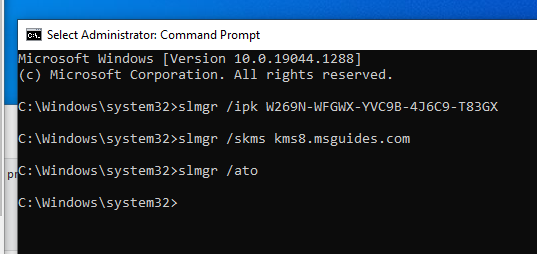 Select Administrator: Command Prompt
Microsoft Windows [Version 10.0.19044.1288]
(c) Microsoft Corporation. All rights reserved.
C:\Windows\system32>slmgr /ipk W269N-WFGWX-YVC9B-4J6C9-T83GX
C:\Windows\system32>slmgr /skms kms8.msguides.com
C:\Windows\system32>slmgr /ato
C:\Windows\system32>